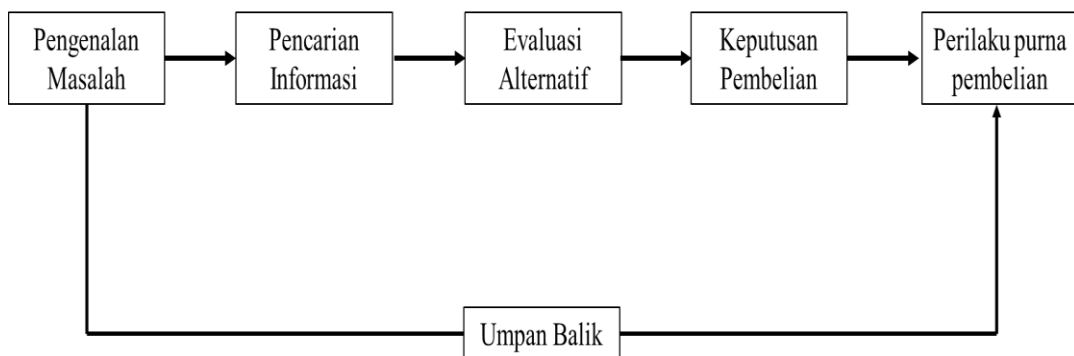 Pengenalan
Masalah
Pencarian
Informasi
Evaluasi
Alternatif
Keputusan
Pembelian
Perilaku purna
pembelian
Umpan Balik